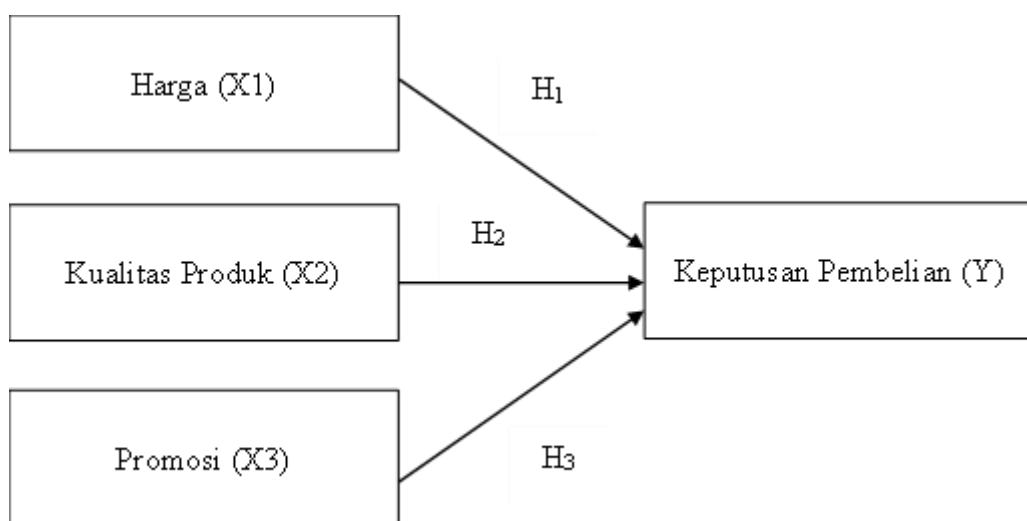 Harga (X1)
H1
Kualitas Produk (X2)
H2
Keputusan Pembelian (Y)
Promosi (X3)
H3